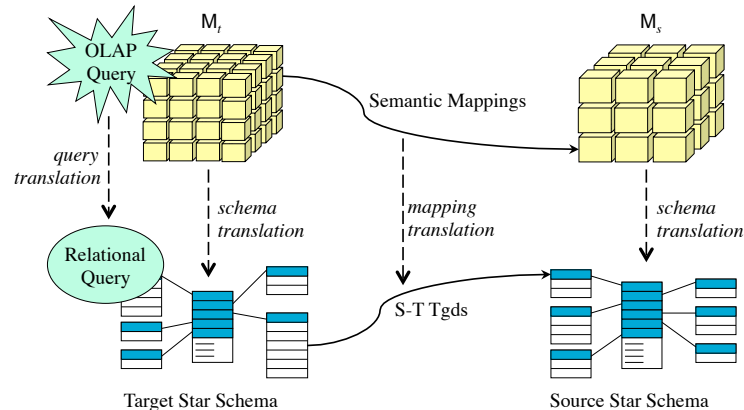 M_t
M_s
OLAP
Query
Semantic Mappings
query
translation
schema
translation
mapping
translation
schema
translation
Relational
Query
S-T Tgds
Target Star Schema
Source Star Schema